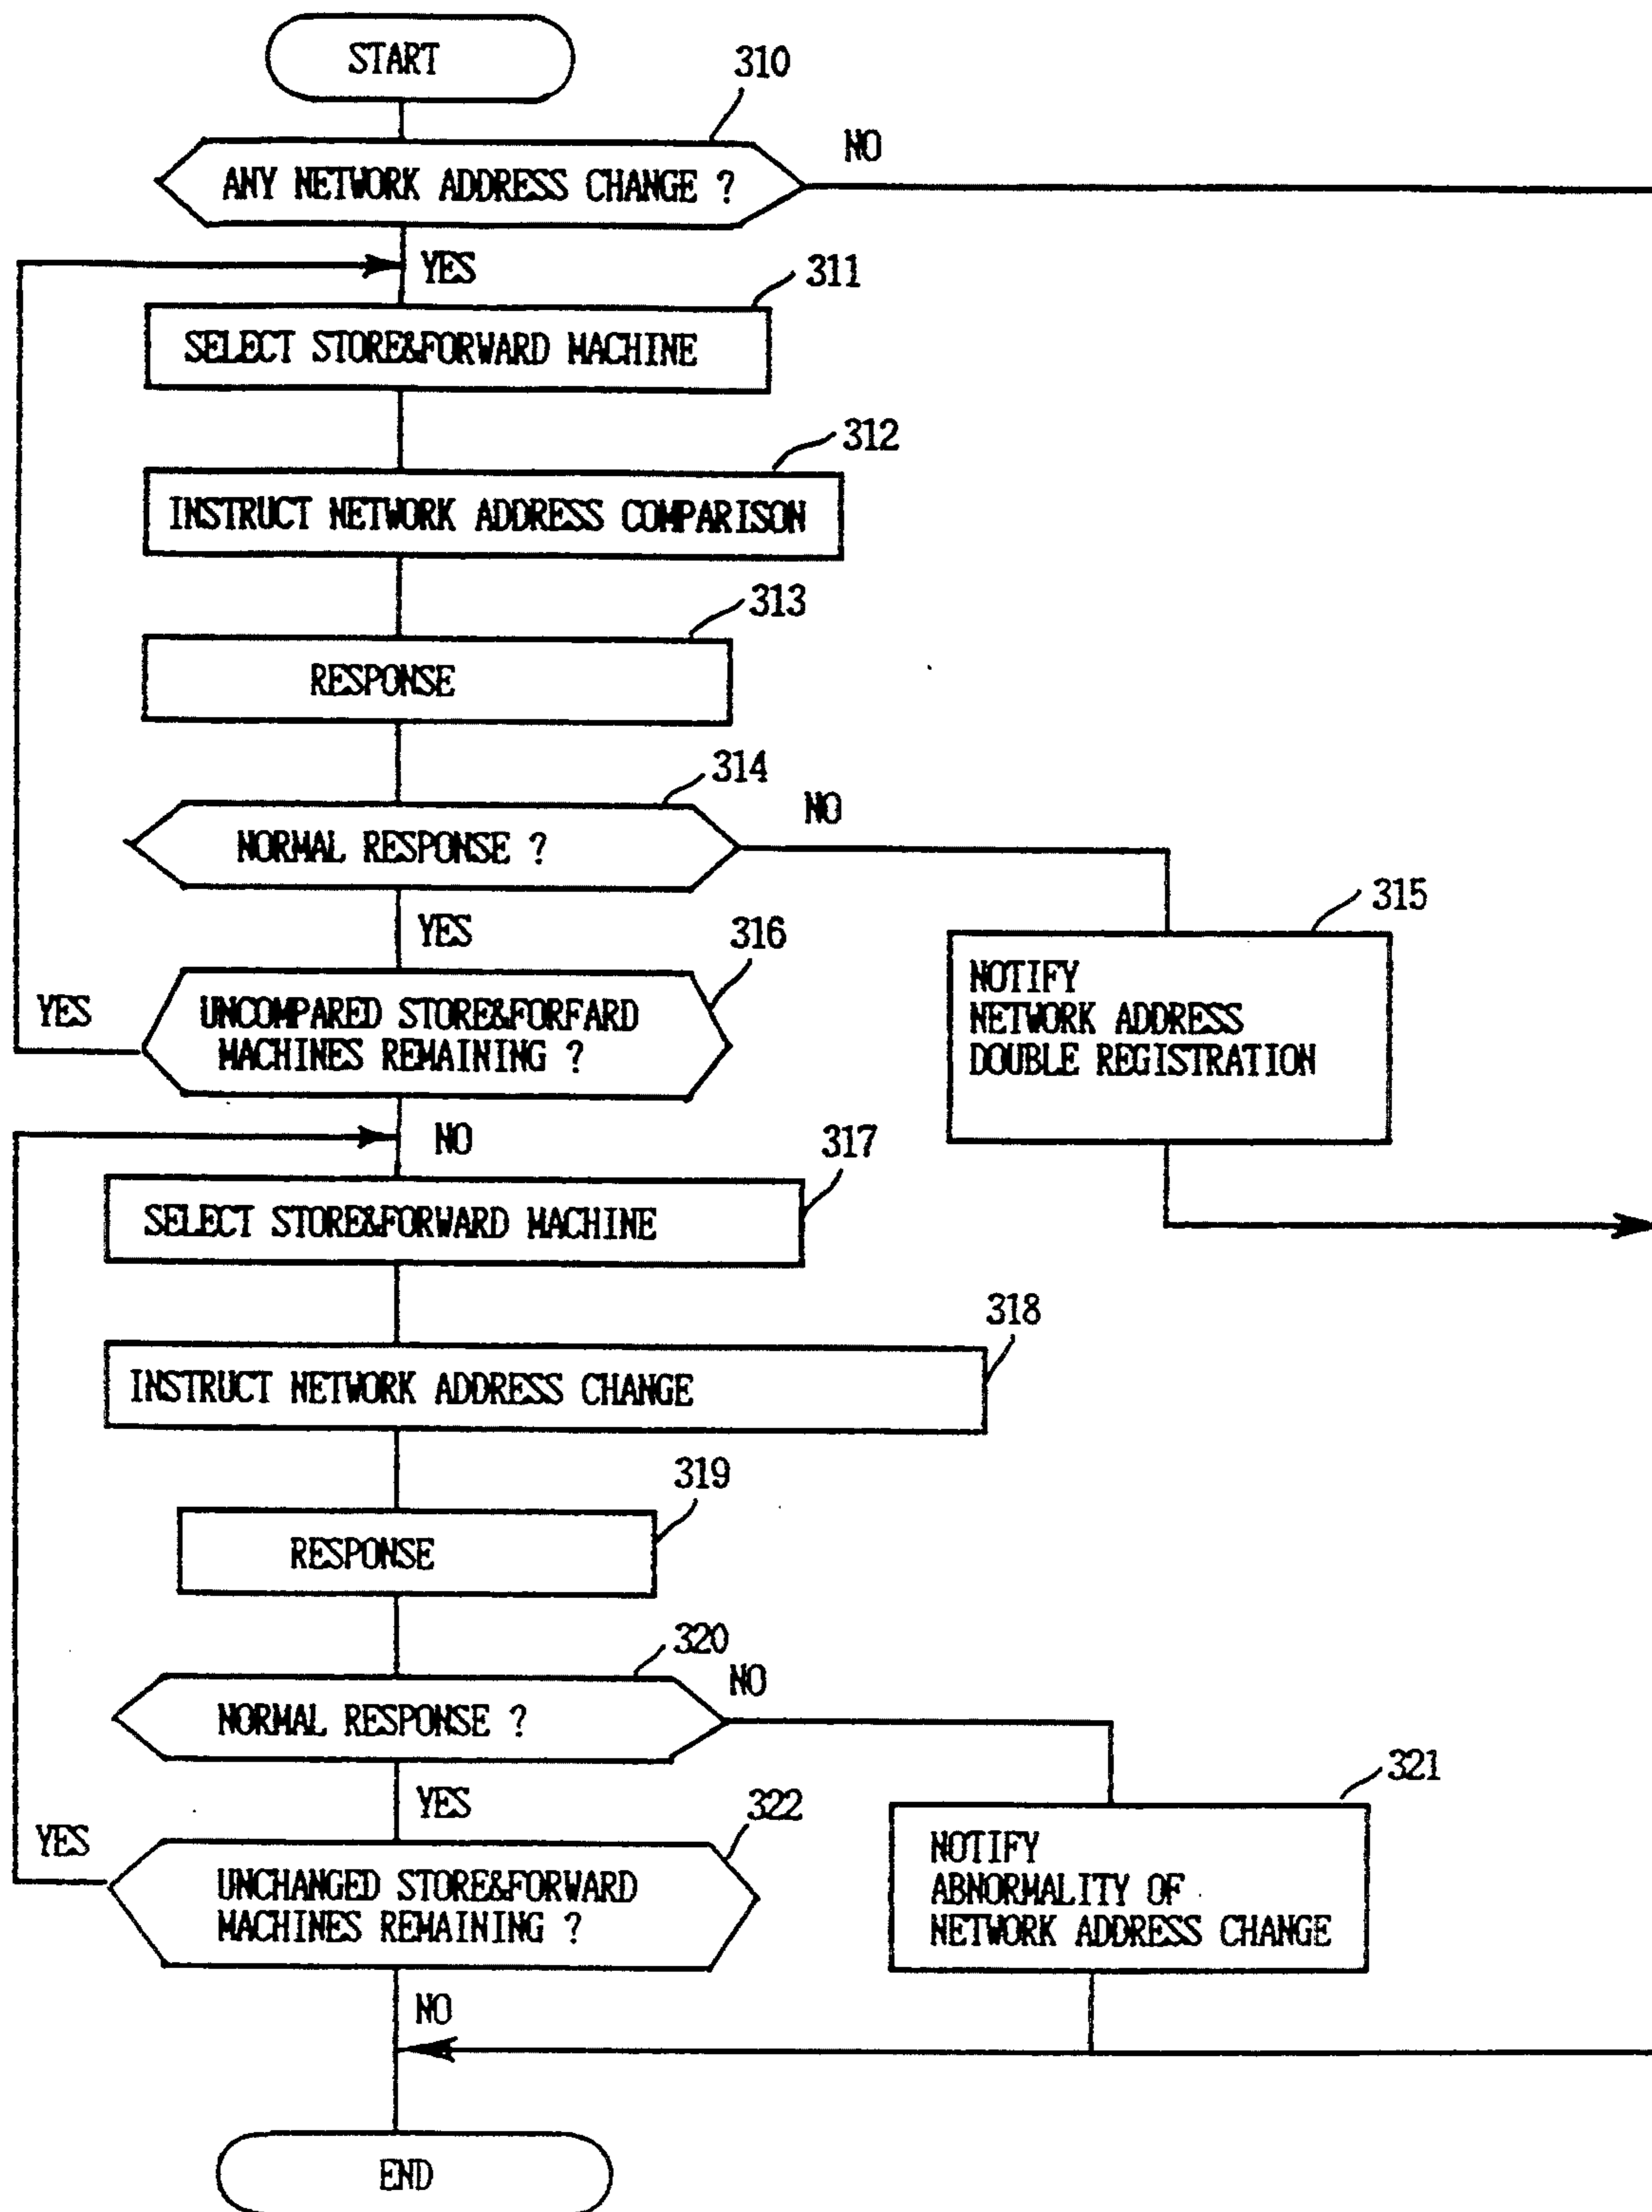 START
310
ANY NETWORK ADDRESS CHANGE ?
NO
YES
311
SELECT STORE&FORWARD MACHINE
312
INSTRUCT NETWORK ADDRESS COMPARISON
313
RESPONSE
314
NORMAL RESPONSE ?
NO
YES
315
NOTIFY
NETWORK ADDRESS
DOUBLE REGISTRATION
316
YES
UNCOMPARED STORE&FORFARD
MACHINES REMAINING ?
NO
317
SELECT STORE&FORWARD MACHINE
318
INSTRUCT NETWORK ADDRESS CHANGE
319
RESPONSE
320
NORMAL RESPONSE ?
NO
YES
321
NOTIFY
ABNORMALITY OF
NETWORK ADDRESS CHANGE
322
YES
UNCHANGED STORE&FORWARD
MACHINES REMAINING ?
NO
END